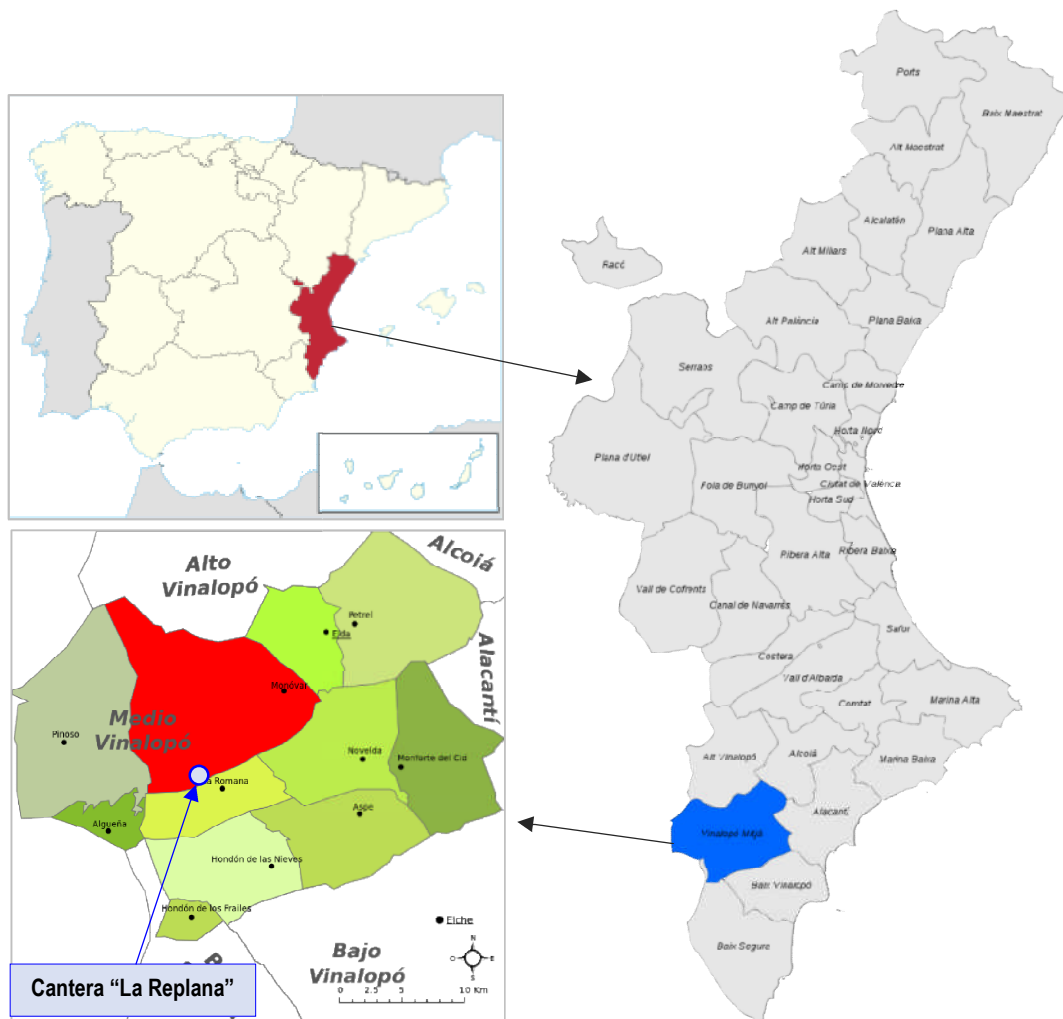 Ports
Baix Maestrat
Alt Maestrat
Alcalatén
Plana Alta
Alt Millars
Racó
Alt Palància
Plana Baixa
Serrans
Camp de Morvedre
Camp de Túria
Horta Nord
Plana d'Utiel
Horta Oest
Foia de Bunyol
Ciutat de València
Horta Sud
Ribera Alta
Ribera Baixa
Vall de Cofrents
Canal de Navarrés
Safor
Costera
Vall d'Albaida
Comtat
Marina Alta
Alt Vinalopó
Alcoià
Marina Baixa
Alacantí
Vinalopó Mitjà
Baix Vinalopó
Baix Segura
Alto
Vinalopó
Alcoiá
Alacantí
Petrel
Elda
Monóvar
Medio
Vinalopó
Pinoso
Novelda
Monforte del Cid
La Romana
Aspe
Algueña
Hondón de las Nieves
Hondón de los Frailes
Elche
Bajo
Vinalopó
N
O
E
S
0 2.5 5 10 Km
Cantera “La Replana”